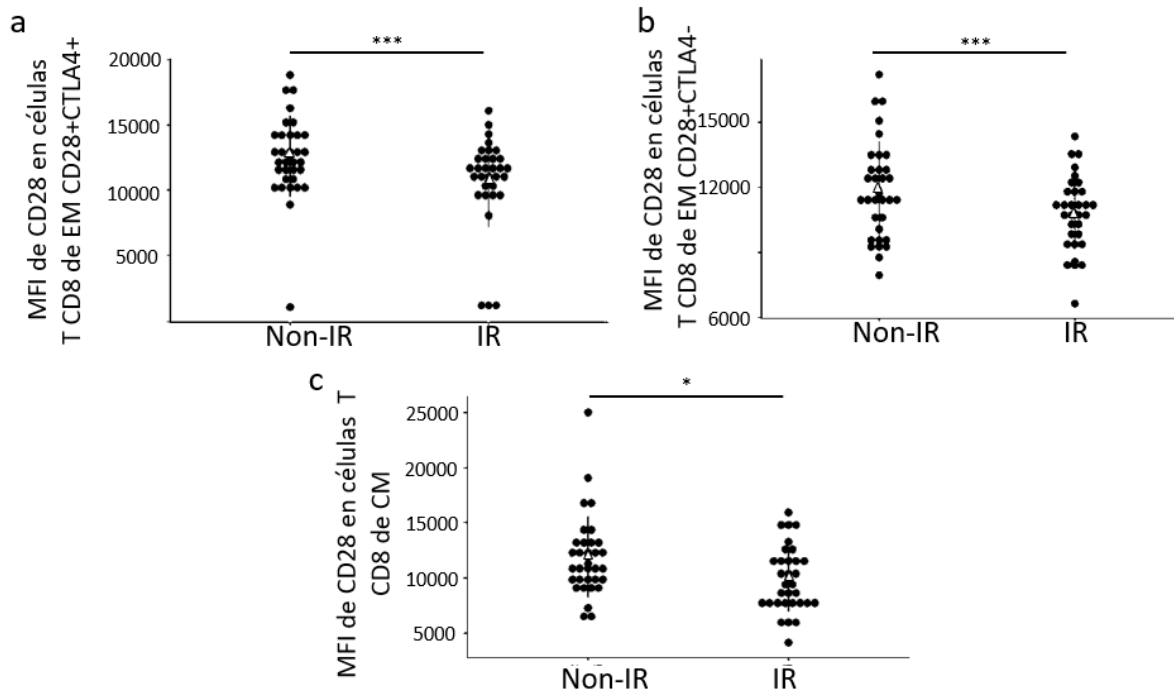 a
MFI de CD28 en células
T CD8 de EM CD28+CTLA4+
20000
15000
10000
5000
***
Non-IR
IR
b
MFI de CD28 en células
T CD8 de EM CD28+CTLA4-
15000
12000
6000
***
Non-IR
IR
c
MFI de CD28 en células T
CD8 de CM
25000
20000
15000
10000
5000
*
Non-IR
IR